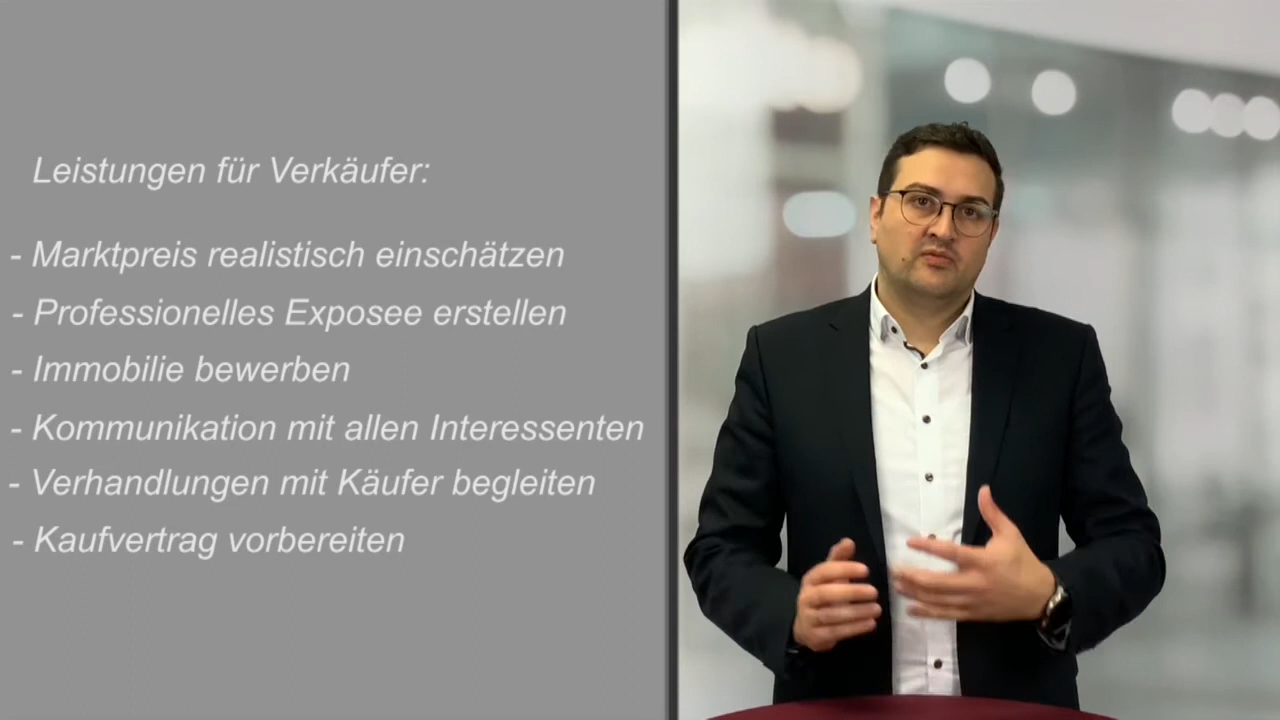 Leistungen für Verkäufer:
- Marktpreis realistisch einschätzen
- Professionelles Exposee erstellen
- Immobilie bewerben
- Kommunikation mit allen Interessenten
- Verhandlungen mit Käufer begleiten
- Kaufvertrag vorbereiten